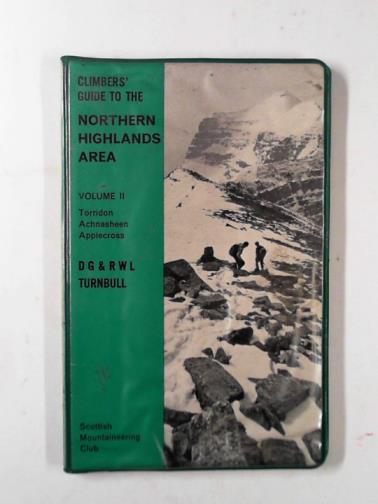 CLIMBERS'
GUIDE TO THE
NORTHERN
HIGHLANDS
AREA
VOLUME II
Torridon
Achnasheen
Applecross
D G & R W L
TURNBULL
Scottish
Mountaineering
Club